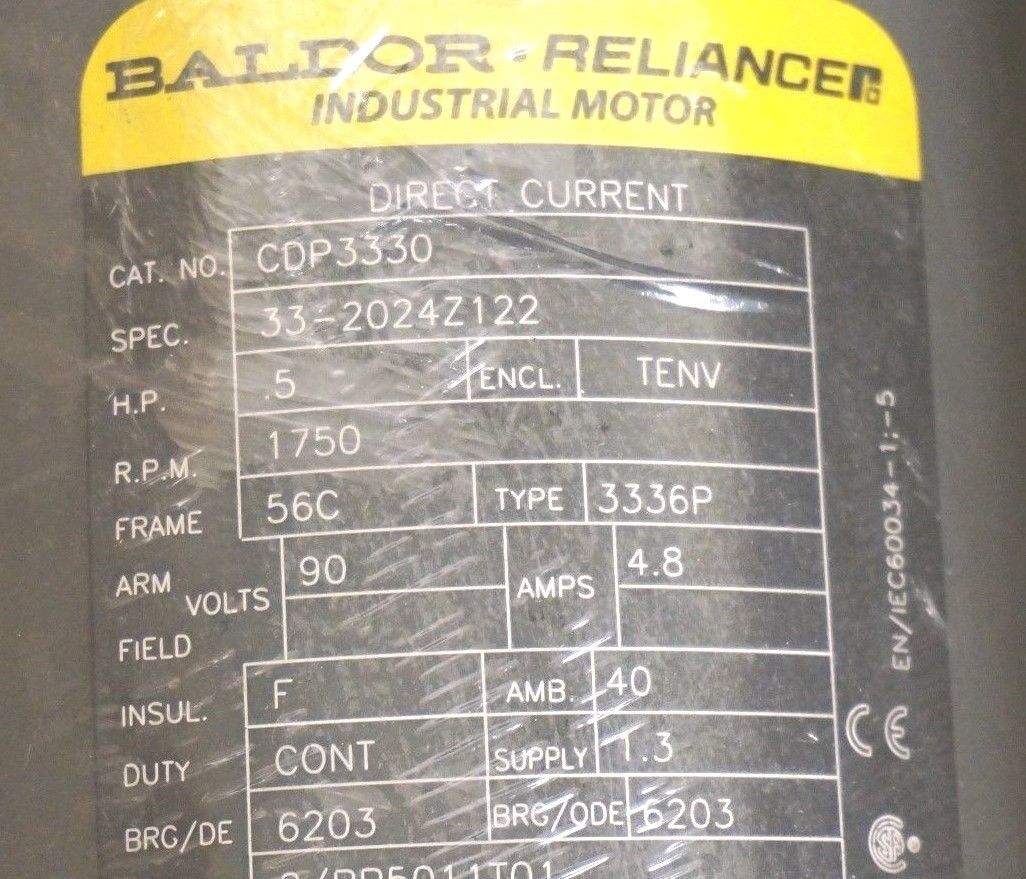 BALDOR · RELIANCE
INDUSTRIAL MOTOR
DIRECT CURRENT
CAT. NO. CDP3330
SPEC. 33-2024Z122
H.P. .5 ENCL. TENV
R.P.M. 1750
FRAME 56C TYPE 3336P
ARM VOLTS 90 AMPS 4.8
FIELD
INSUL. F AMB. 40
DUTY CONT SUPPLY 1.3
BRG/DE 6203 BRG/ODE 6203
EN/IEC60034-1;-5
CE